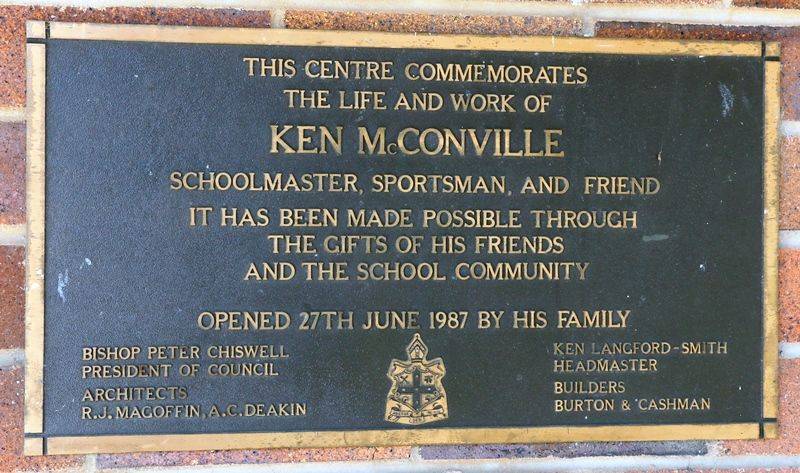 THIS CENTRE COMMEMORATES
THE LIFE AND WORK OF
KEN McCONVILLE
SCHOOLMASTER, SPORTSMAN, AND FRIEND
IT HAS BEEN MADE POSSIBLE THROUGH
THE GIFTS OF HIS FRIENDS
AND THE SCHOOL COMMUNITY
OPENED 27TH JUNE 1987 BY HIS FAMILY
BISHOP PETER CHISWELL
PRESIDENT OF COUNCIL
ARCHITECTS
R.J. MAGOFFIN, A.C. DEAKIN
KEN LANGFORD-SMITH
HEADMASTER
BUILDERS
BURTON & CASHMAN